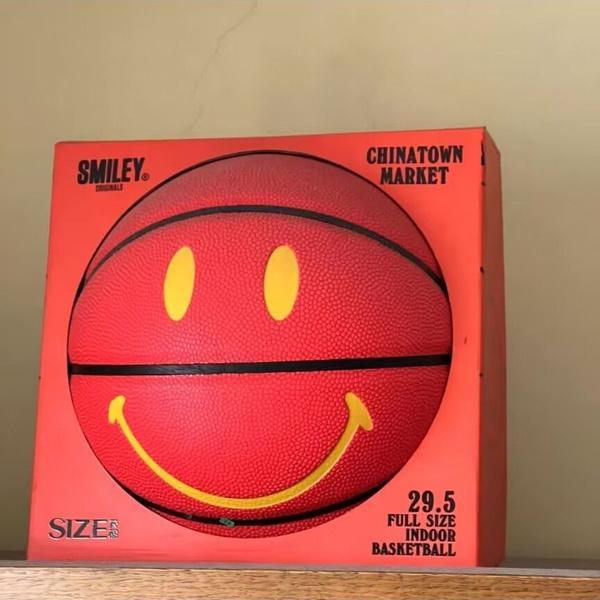 SMILEY®
ORIGINALS
CHINATOWN
MARKET
SIZE
29.5
FULL SIZE
INDOOR
BASKETBALL